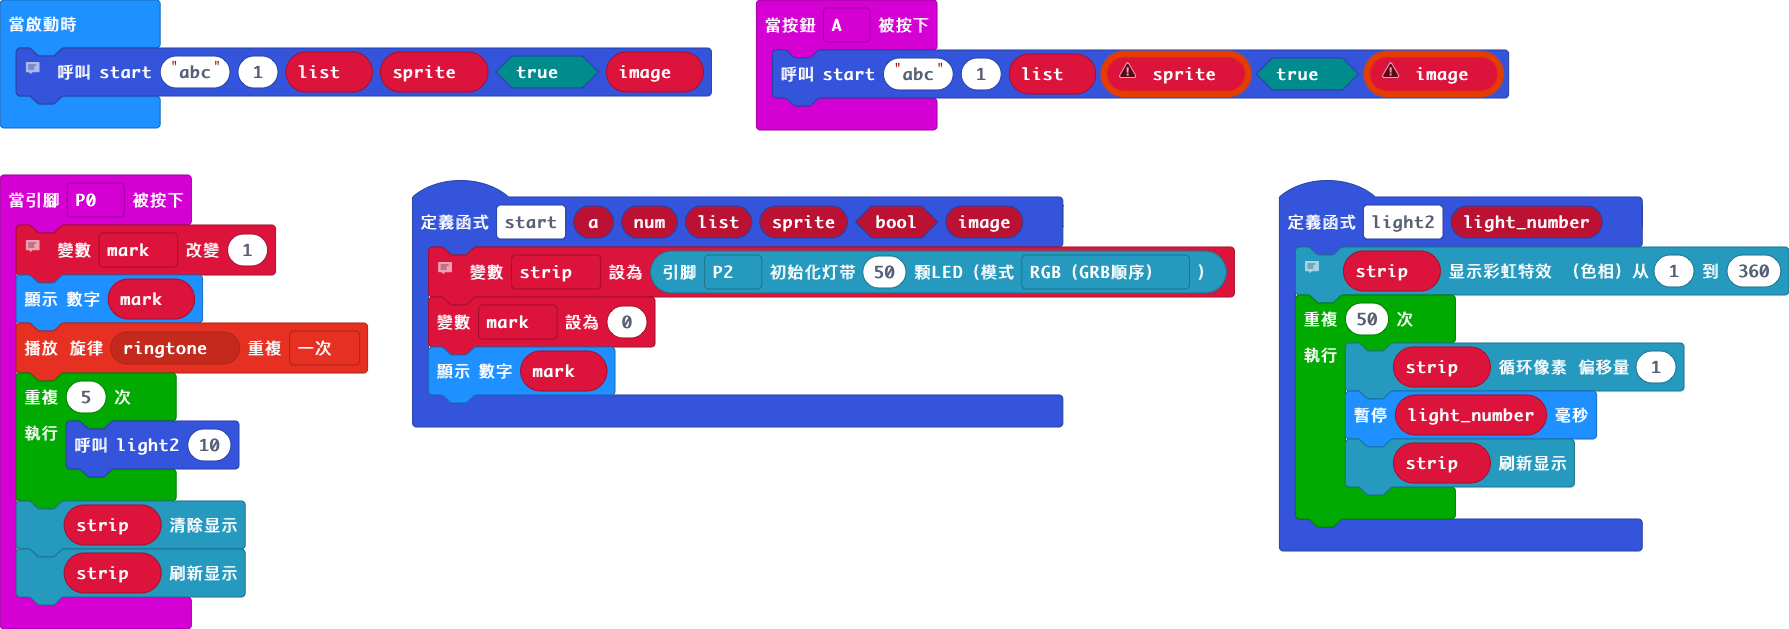 當啟動時
呼叫 start "abc" 1 list sprite true image
當按鈕 A 被按下
呼叫 start "abc" 1 list sprite true image
當引腳 P0 被按下
變數 mark 改變 1
顯示 數字 mark
播放 旋律 ringtone 重複 一次
重複 5 次
執行
呼叫 light2 10
strip 清除显示
strip 刷新显示
定義函式 start a num list sprite bool image
變數 strip 設為 引脚 P2 初始化灯带 50 颗LED（模式 RGB（GRB顺序） ）
變數 mark 設為 0
顯示 數字 mark
定義函式 light2 light_number
strip 显示彩虹特效 （色相）从 1 到 360
重複 50 次
執行
strip 循环像素 偏移量 1
暫停 light_number 毫秒
strip 刷新显示